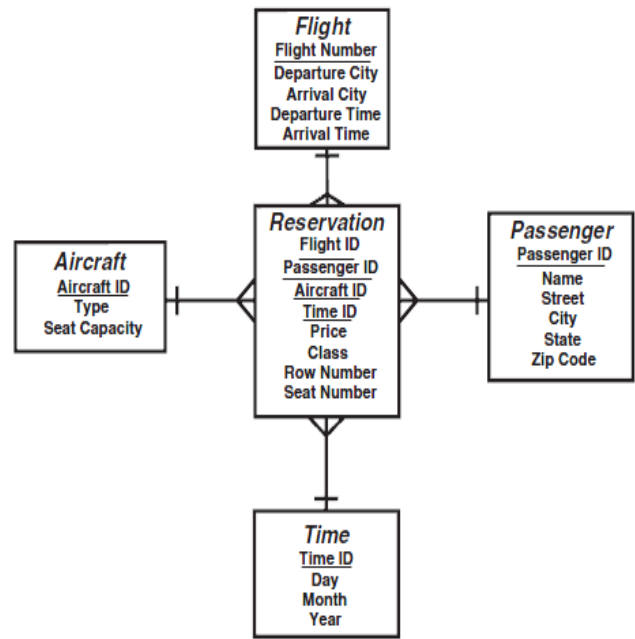 Flight
Flight Number
Departure City
Arrival City
Departure Time
Arrival Time
Reservation
Flight ID
Passenger ID
Aircraft ID
Time ID
Price
Class
Row Number
Seat Number
Aircraft
Aircraft ID
Type
Seat Capacity
Passenger
Passenger ID
Name
Street
City
State
Zip Code
Time
Time ID
Day
Month
Year